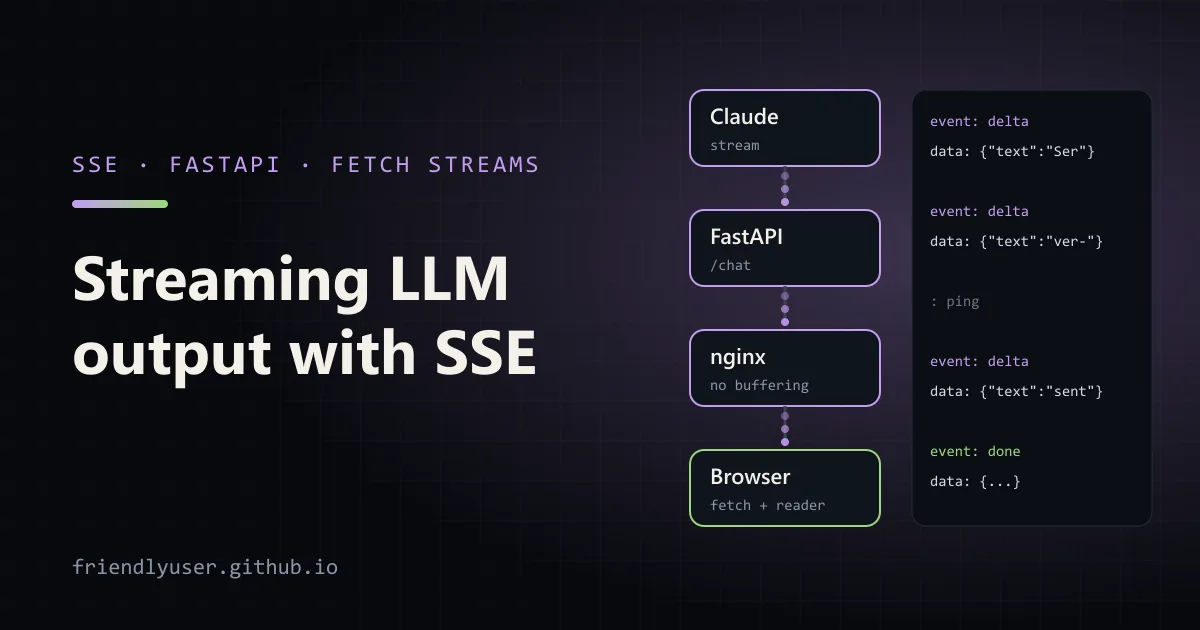 SSE · FASTAPI · FETCH STREAMS
Streaming LLM
output with SSE
friendlyuser.github.io
Claude
stream
FastAPI
/chat
nginx
no buffering
Browser
fetch + reader
event: delta
data: {"text":"Ser"}
event: delta
data: {"text":"ver-"}
: ping
event: delta
data: {"text":"sent"}
event: done
data: {...}